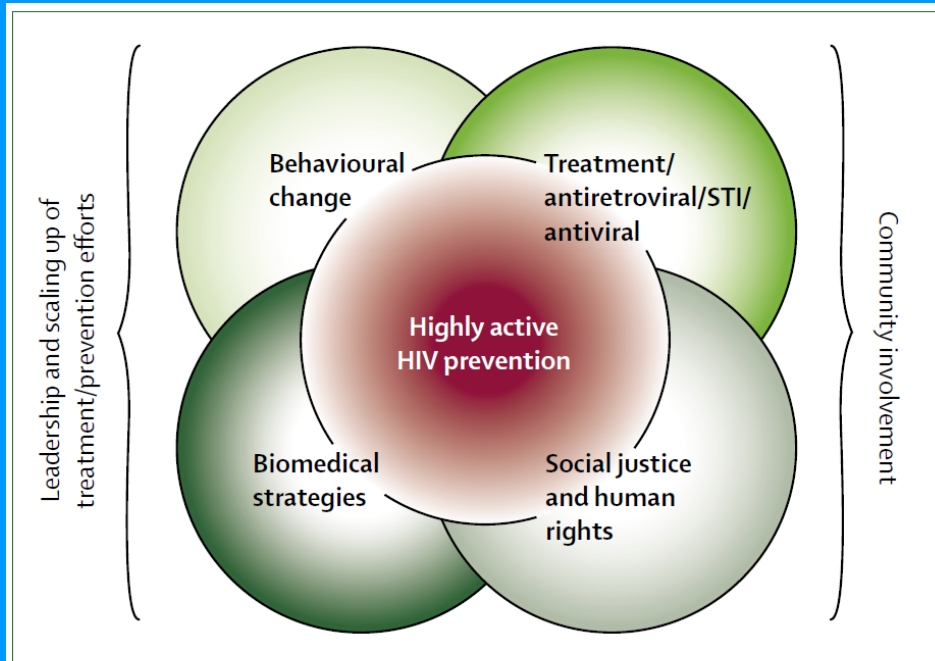 Leadership and scaling up of
treatment/prevention efforts
Behavioural
change
Treatment/
antiretroviral/STI/
antiviral
Highly active
HIV prevention
Biomedical
strategies
Social justice
and human
rights
Community involvement